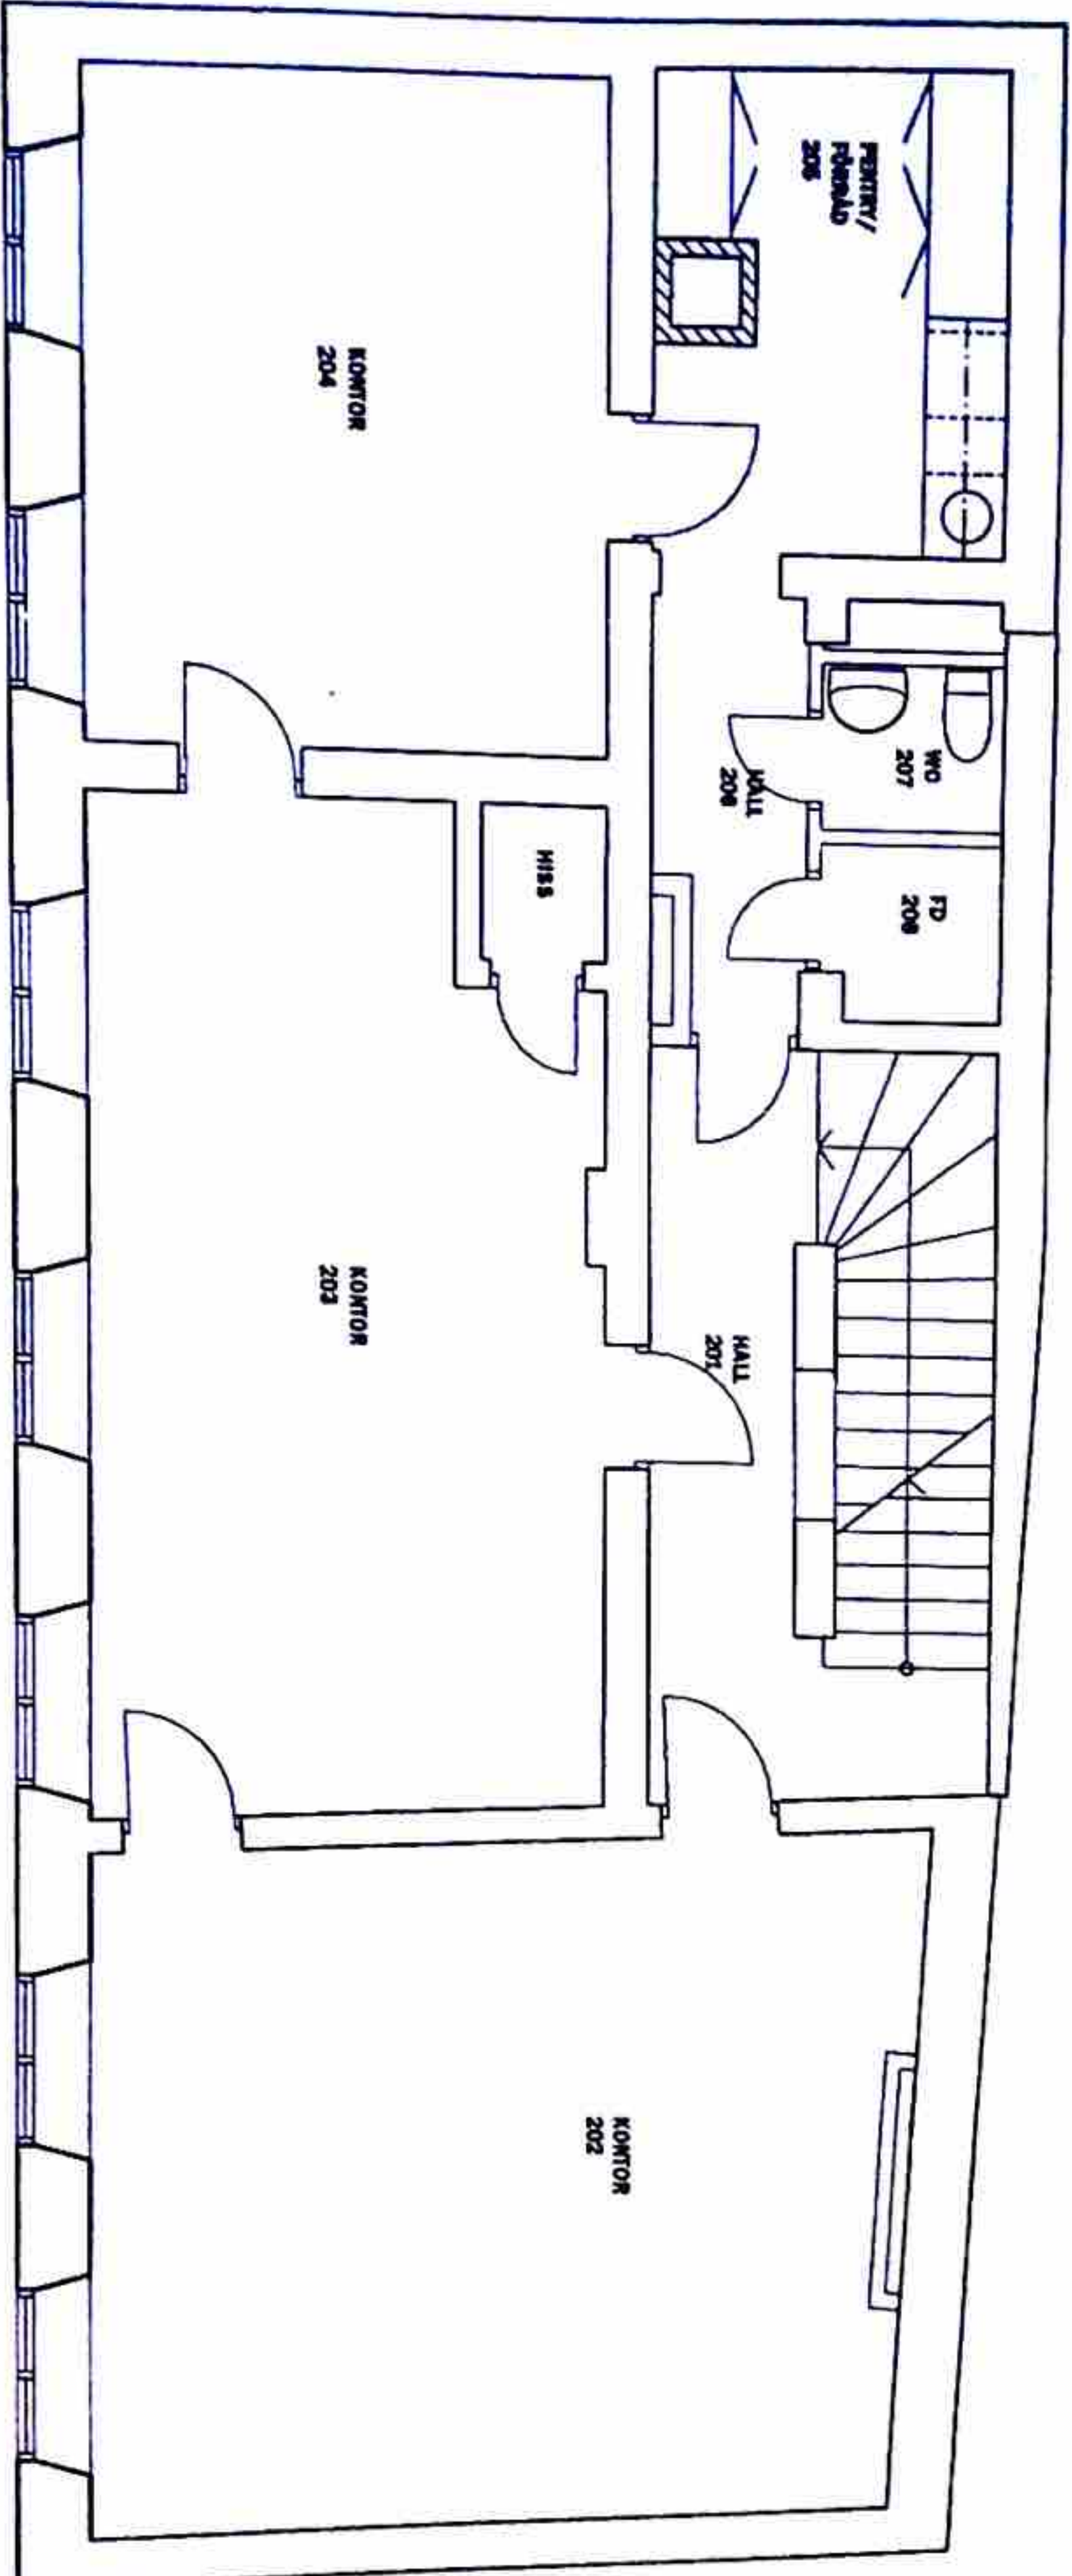 PENTRY/
FÖRRÅD
205
KONTOR
204
WC
207
HALL
206
FD
208
HISS
KONTOR
203
HALL
201
KONTOR
202